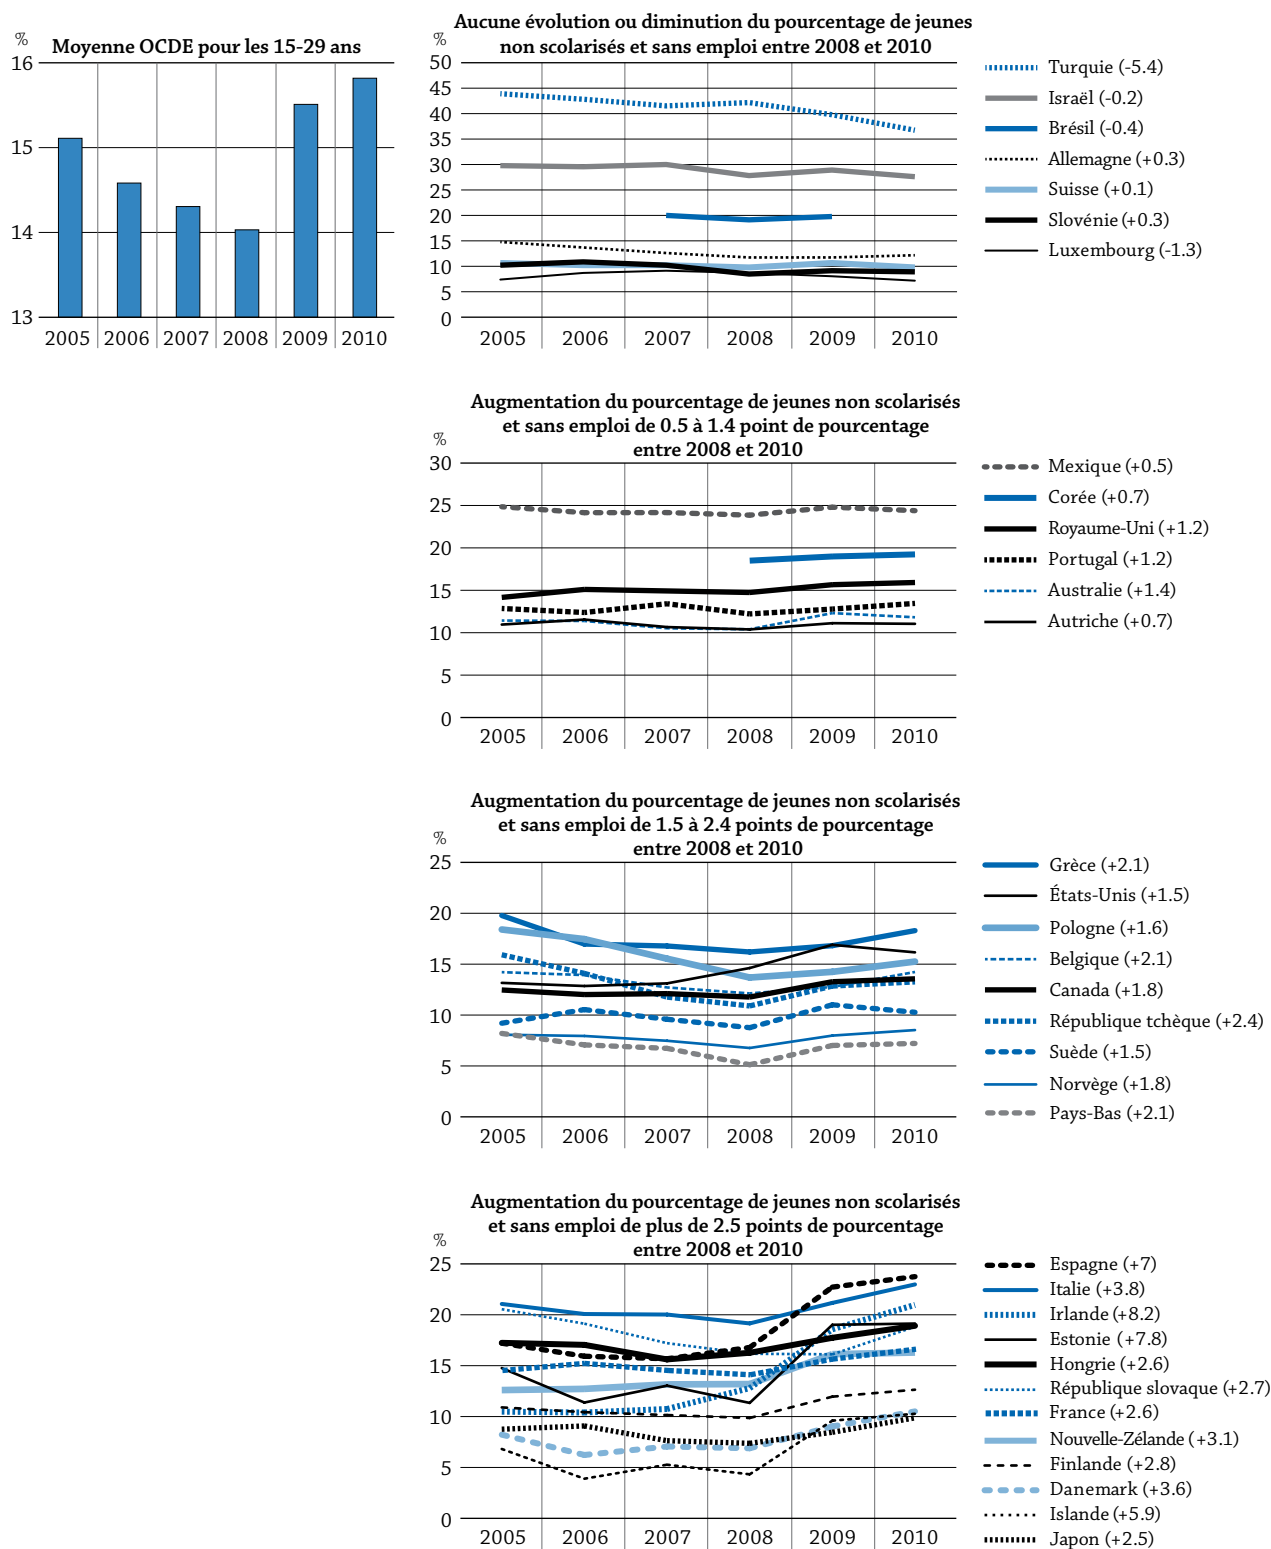 Moyenne OCDE pour les 15-29 ans
%
16
15
14
13
2005 2006 2007 2008 2009 2010
Aucune évolution ou diminution du pourcentage de jeunes
non scolarisés et sans emploi entre 2008 et 2010
%
50
45
40
35
30
25
20
15
10
5
0
2005 2006 2007 2008 2009 2010
Turquie (-5.4)
Israël (-0.2)
Brésil (-0.4)
Allemagne (+0.3)
Suisse (+0.1)
Slovénie (+0.3)
Luxembourg (-1.3)
Augmentation du pourcentage de jeunes non scolarisés
et sans emploi de 0.5 à 1.4 point de pourcentage
entre 2008 et 2010
%
30
25
20
15
10
5
0
2005 2006 2007 2008 2009 2010
Mexique (+0.5)
Corée (+0.7)
Royaume-Uni (+1.2)
Portugal (+1.2)
Australie (+1.4)
Autriche (+0.7)
Augmentation du pourcentage de jeunes non scolarisés
et sans emploi de 1.5 à 2.4 points de pourcentage
entre 2008 et 2010
%
25
20
15
10
5
0
2005 2006 2007 2008 2009 2010
Grèce (+2.1)
États-Unis (+1.5)
Pologne (+1.6)
Belgique (+2.1)
Canada (+1.8)
République tchèque (+2.4)
Suède (+1.5)
Norvège (+1.8)
Pays-Bas (+2.1)
Augmentation du pourcentage de jeunes non scolarisés
et sans emploi de plus de 2.5 points de pourcentage
entre 2008 et 2010
%
25
20
15
10
5
0
2005 2006 2007 2008 2009 2010
Espagne (+7)
Italie (+3.8)
Irlande (+8.2)
Estonie (+7.8)
Hongrie (+2.6)
République slovaque (+2.7)
France (+2.6)
Nouvelle-Zélande (+3.1)
Finlande (+2.8)
Danemark (+3.6)
Islande (+5.9)
Japon (+2.5)